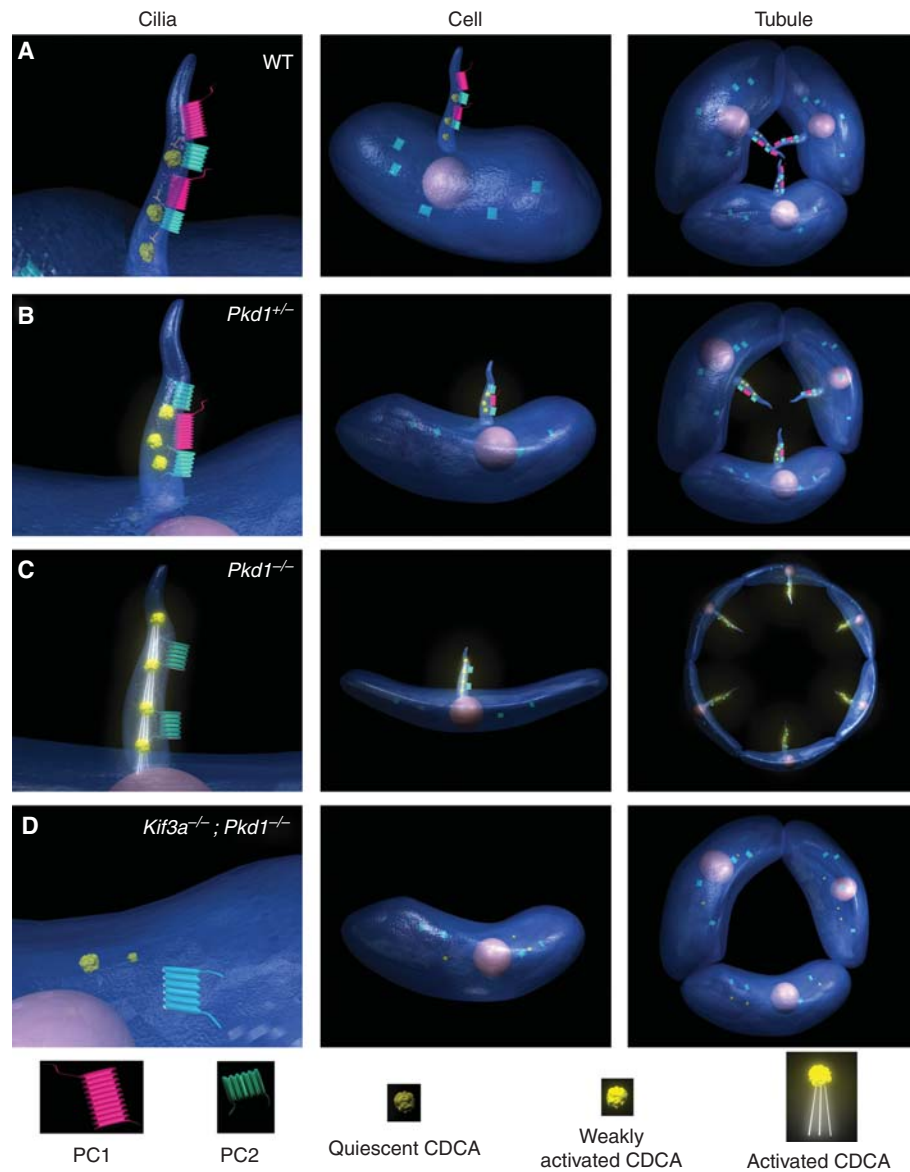 Cilia
Cell
Tubule
A
WT
B
Pkd1+/–
C
Pkd1–/–
D
Kif3a–/–; Pkd1–/–
PC1
PC2
Quiescent CDCA
Weakly
activated CDCA
Activated CDCA